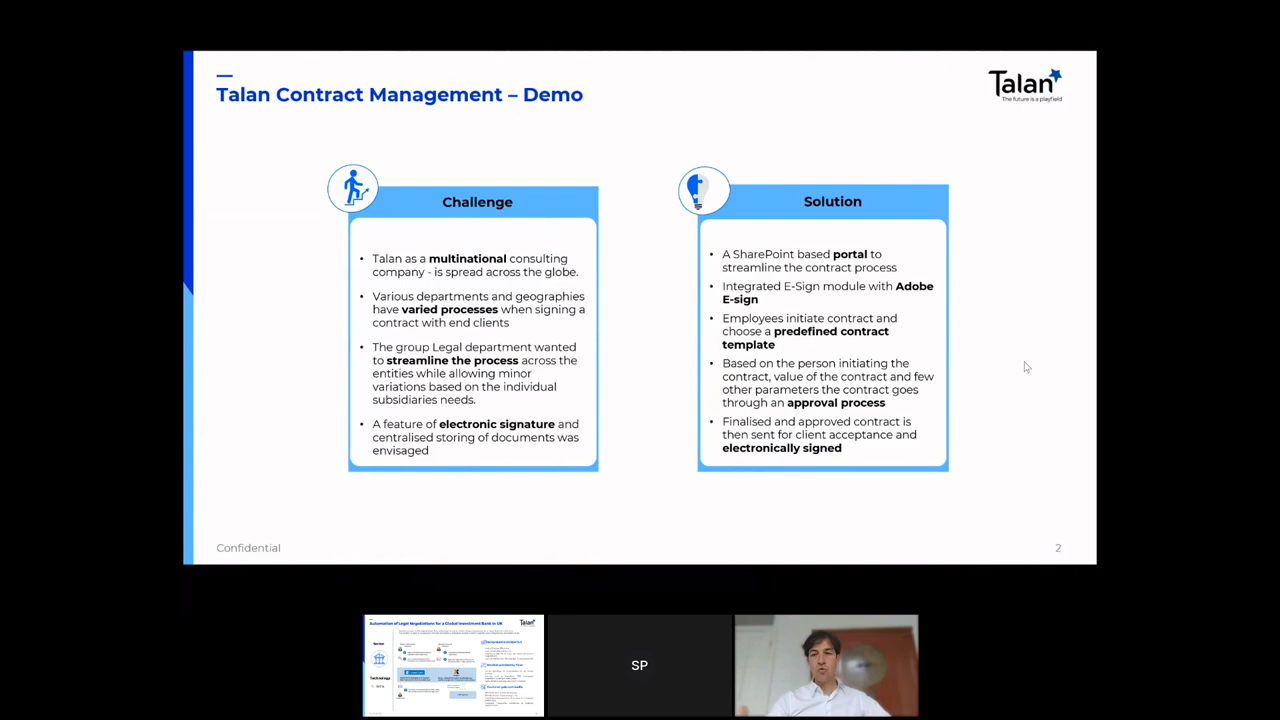 Talan Contract Management – Demo
Talan
The future is a playfield
Challenge
• Talan as a multinational consulting
company - is spread across the globe.
• Various departments and geographies
have varied processes when signing a
contract with end clients
• The group Legal department wanted
to streamline the process across the
entities while allowing minor
variations based on the individual
subsidiaries needs.
• A feature of electronic signature and
centralised storing of documents was
envisaged
Solution
• A SharePoint based portal to
streamline the contract process
• Integrated E-Sign module with Adobe
E-sign
• Employees initiate contract and
choose a predefined contract
template
• Based on the person initiating the
contract, value of the contract and few
other parameters the contract goes
through an approval process
• Finalised and approved contract is
then sent for client acceptance and
electronically signed
Confidential
2
Automation of Legal Negotiations for a Global Investment Bank in UK
Talan
Technology
SP